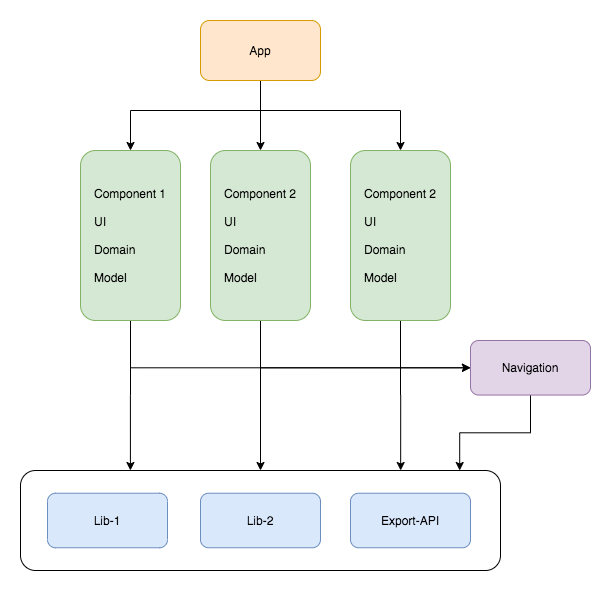 App
Component 1
UI
Domain
Model
Component 2
UI
Domain
Model
Component 2
UI
Domain
Model
Navigation
Lib-1
Lib-2
Export-API